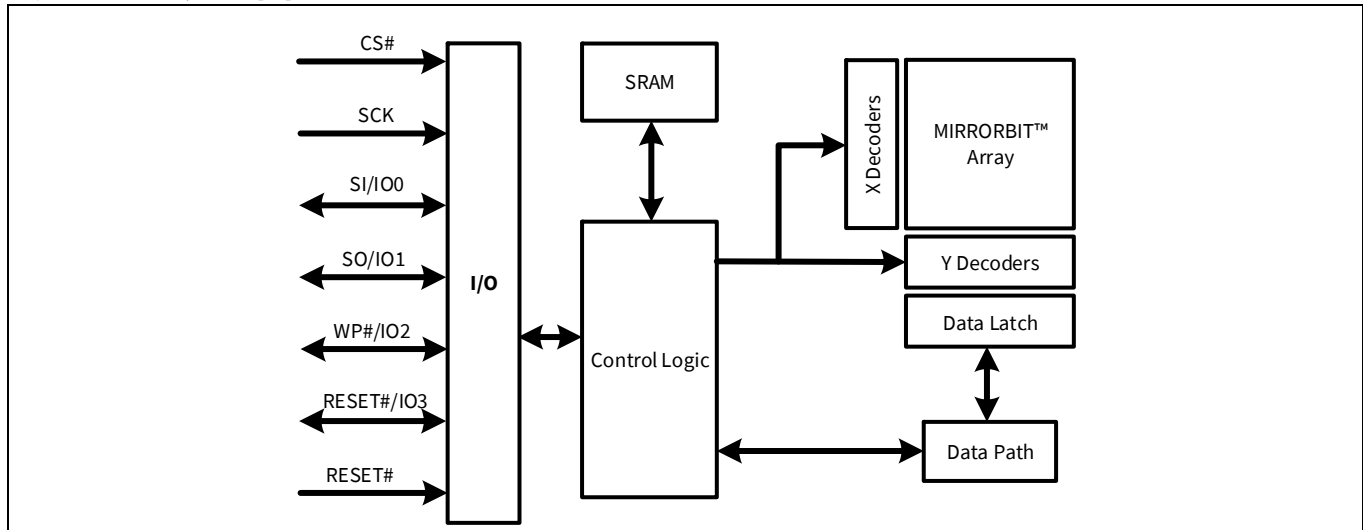 CS#
SCK
SI/IO0
SO/IO1
WP#/IO2
RESET#/IO3
RESET#
I/O
SRAM
Control Logic
X Decoders
MIRRORBIT™
Array
Y Decoders
Data Latch
Data Path